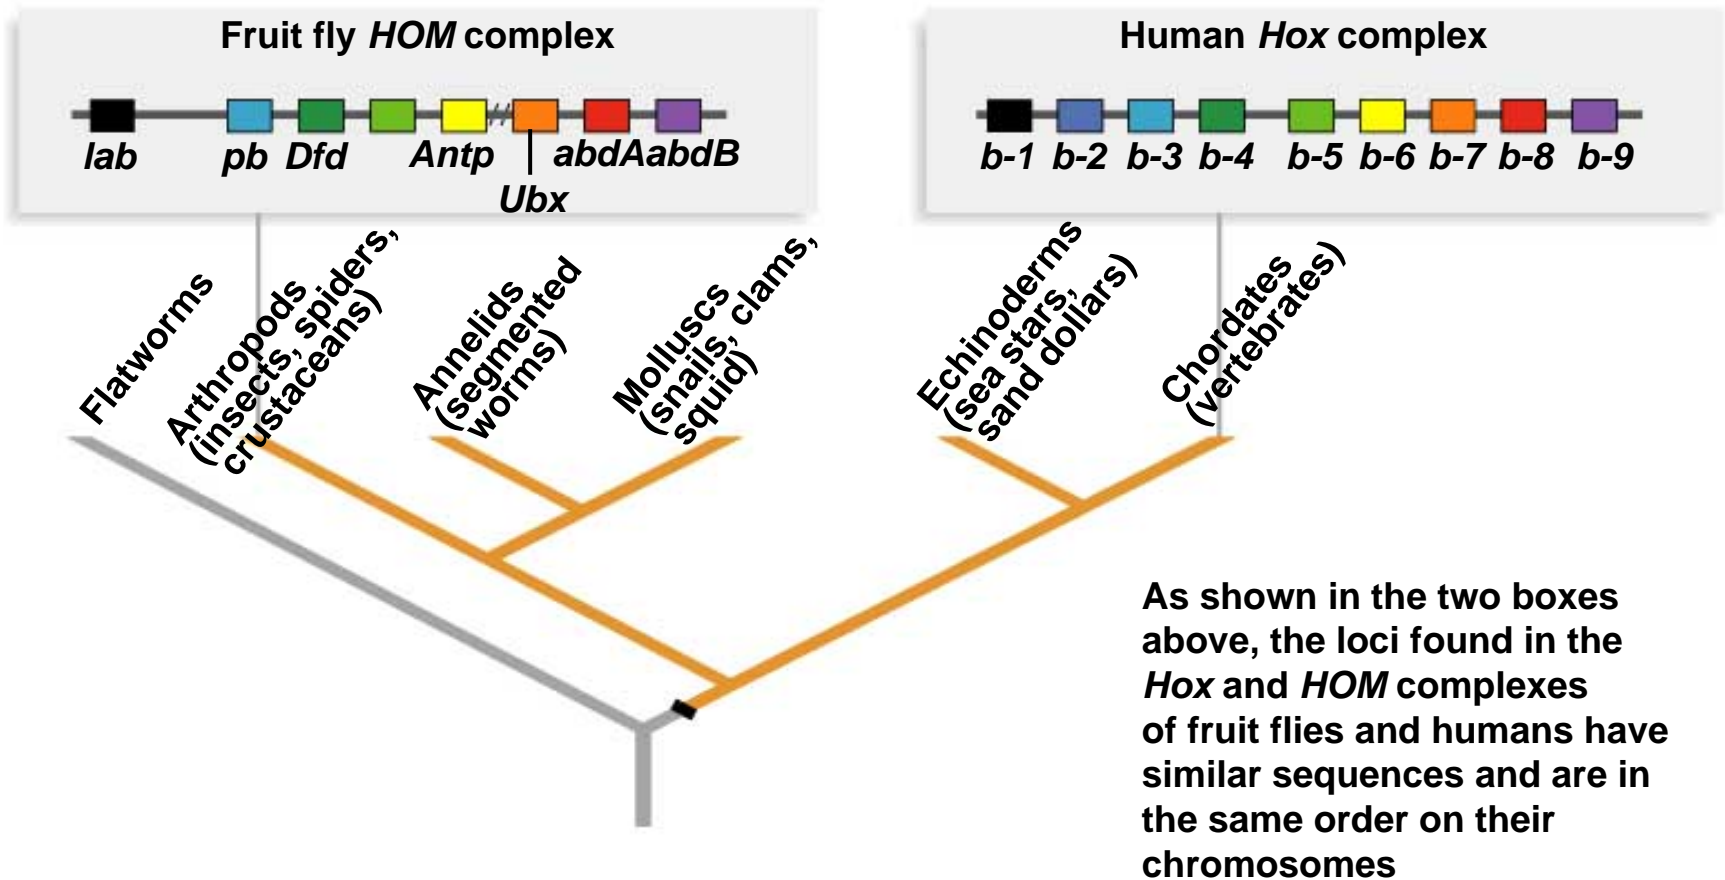 Fruit fly HOM complex
lab
pb
Dfd
Antp
Ubx
abdA
abdB
Human Hox complex
b-1
b-2
b-3
b-4
b-5
b-6
b-7
b-8
b-9
Flatworms
Arthropods
(insects, spiders,
crustaceans)
Annelids
(segmented
worms)
Molluscs
(snails, clams,
squid)
Echinoderms
(sea stars,
sand dollars)
Chordates
(vertebrates)
As shown in the two boxes
above, the loci found in the
Hox and HOM complexes
of fruit flies and humans have
similar sequences and are in
the same order on their
chromosomes